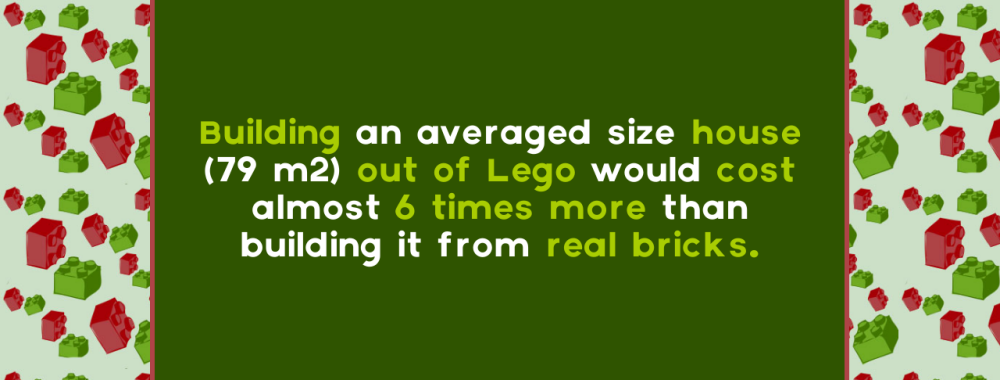 Building an averaged size house
(79 m2) out of Lego would cost
almost 6 times more than
building it from real bricks.